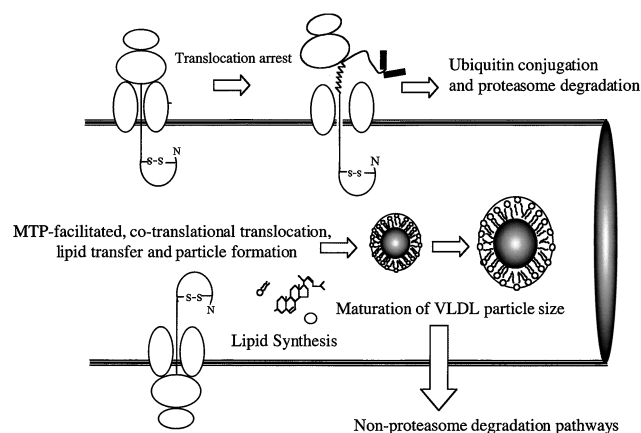 Translocation arrest
Ubiquitin conjugation
and proteasome degradation
N
S-S
N
S-S
MTP-facilitated, co-translational translocation,
lipid transfer and particle formation
S-S
N
Maturation of VLDL particle size
Lipid Synthesis
Non-proteasome degradation pathways